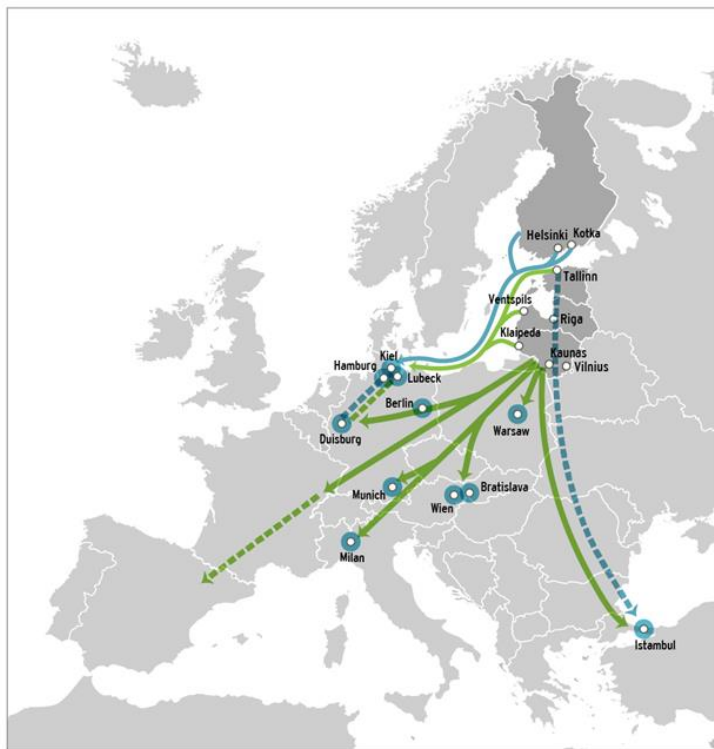 Helsinki
Kotka
Tallinn
Ventspils
Riga
Klaipeda
Kaunas
Vilnius
Kiel
Hamburg
Lubeck
Berlin
Warsaw
Duisburg
Munich
Wien
Bratislava
Milan
Istambul